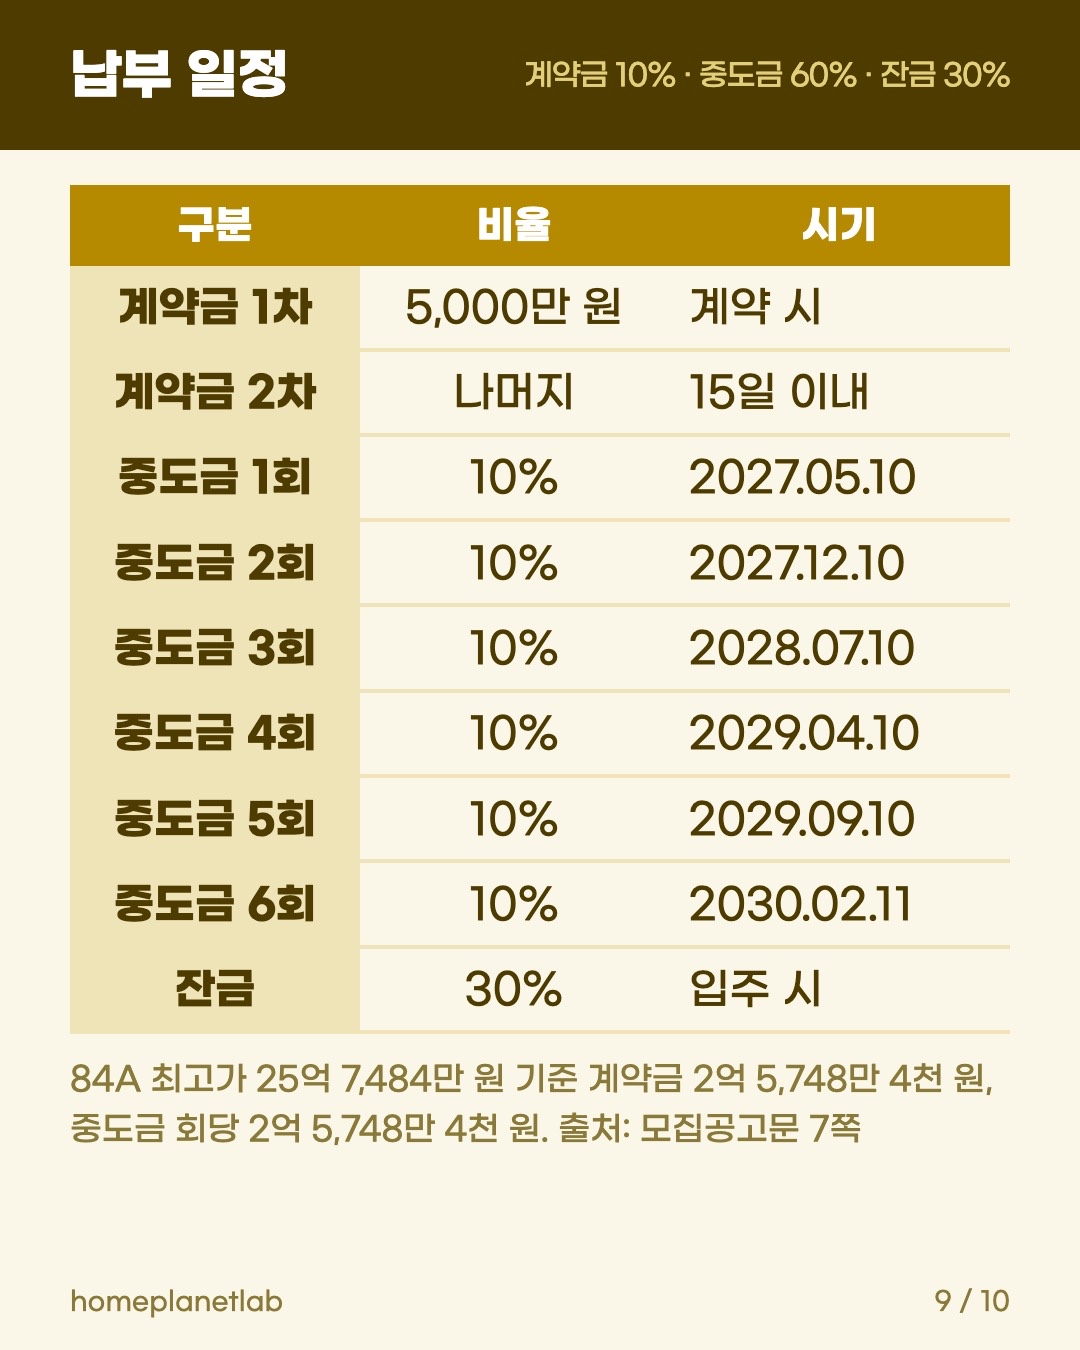 납부 일정
계약금 10% · 중도금 60% · 잔금 30%
구분 비율 시기
계약금 1차 5,000만 원 계약 시
계약금 2차 나머지 15일 이내
중도금 1회 10% 2027.05.10
중도금 2회 10% 2027.12.10
중도금 3회 10% 2028.07.10
중도금 4회 10% 2029.04.10
중도금 5회 10% 2029.09.10
중도금 6회 10% 2030.02.11
잔금 30% 입주 시
84A 최고가 25억 7,484만 원 기준 계약금 2억 5,748만 4천 원,
중도금 회당 2억 5,748만 4천 원. 출처: 모집공고문 7쪽
homeplanetlab
9 / 10